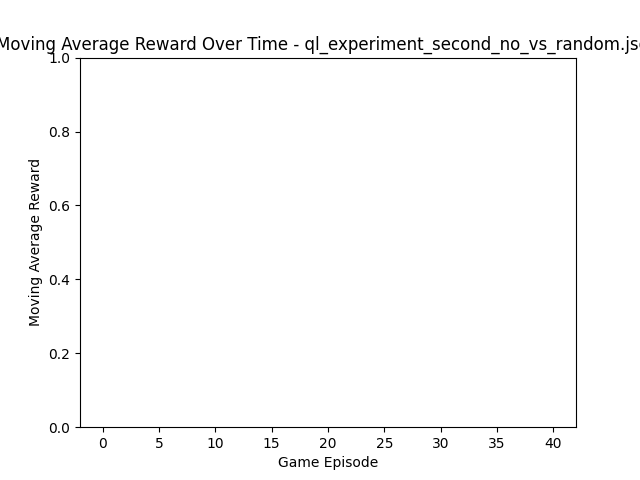 Moving Average Reward Over Time - ql_experiment_second_no_vs_random.js
1.0
0.8
0.6
0.4
0.2
0.0
Moving Average Reward
0 5 10 15 20 25 30 35 40
Game Episode